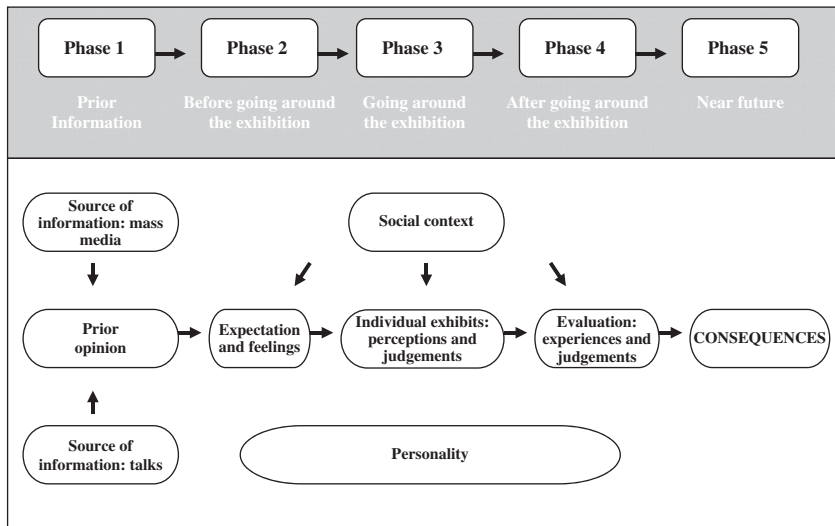 Phase 1
Phase 2
Phase 3
Phase 4
Phase 5
Prior
Information
Before going around
the exhibition
Going around
the exhibition
After going around
the exhibition
Near future
Source of
information: mass
media
Social context
Prior
opinion
Expectation
and feelings
Individual exhibits:
perceptions and
judgements
Evaluation:
experiences and
judgements
CONSEQUENCES
Source of
information: talks
Personality